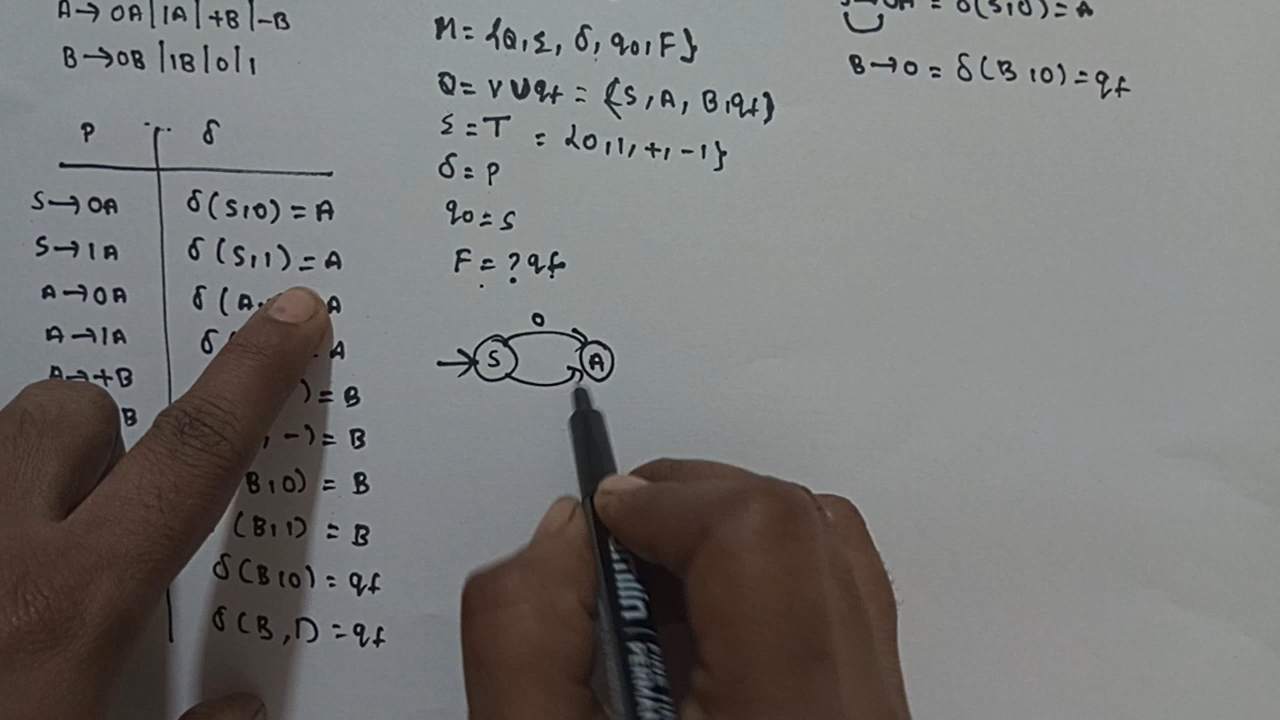 A→0A|1A|+B|-B
B→0B|1B|0|1
P δ
S→0A δ(S,0)=A
S→1A δ(S,1)=A
A→0A δ(A A
A→1A δ A
A→+B )=B
B , -)=B
B,0)=B
(B,1)=B
δ(B,0)=qf
δ(B,1)=qf
M={Q,Σ,δ,q0,F}
Q=V∪qf={S,A,B,qf}
Σ=T={0,1,+,-1}
δ=P
q0=S
F=?qf
0
S A
=δ(S,0)=A
B→0=δ(B,0)=qf